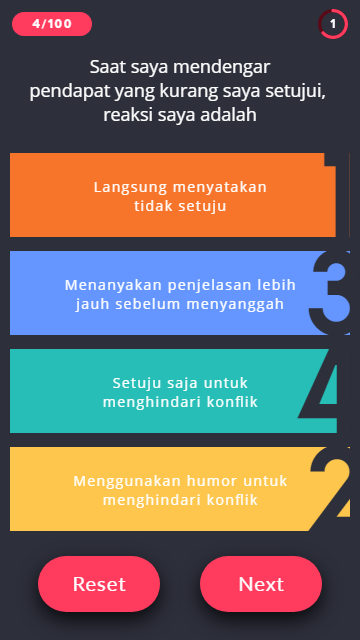 4/100
1
Saat saya mendengar
pendapat yang kurang saya setujui,
reaksi saya adalah
Langsung menyatakan
tidak setuju
1
Menanyakan penjelasan lebih
jauh sebelum menyanggah
3
Setuju saja untuk
menghindari konflik
4
Menggunakan humor untuk
menghindari konflik
2
Reset
Next